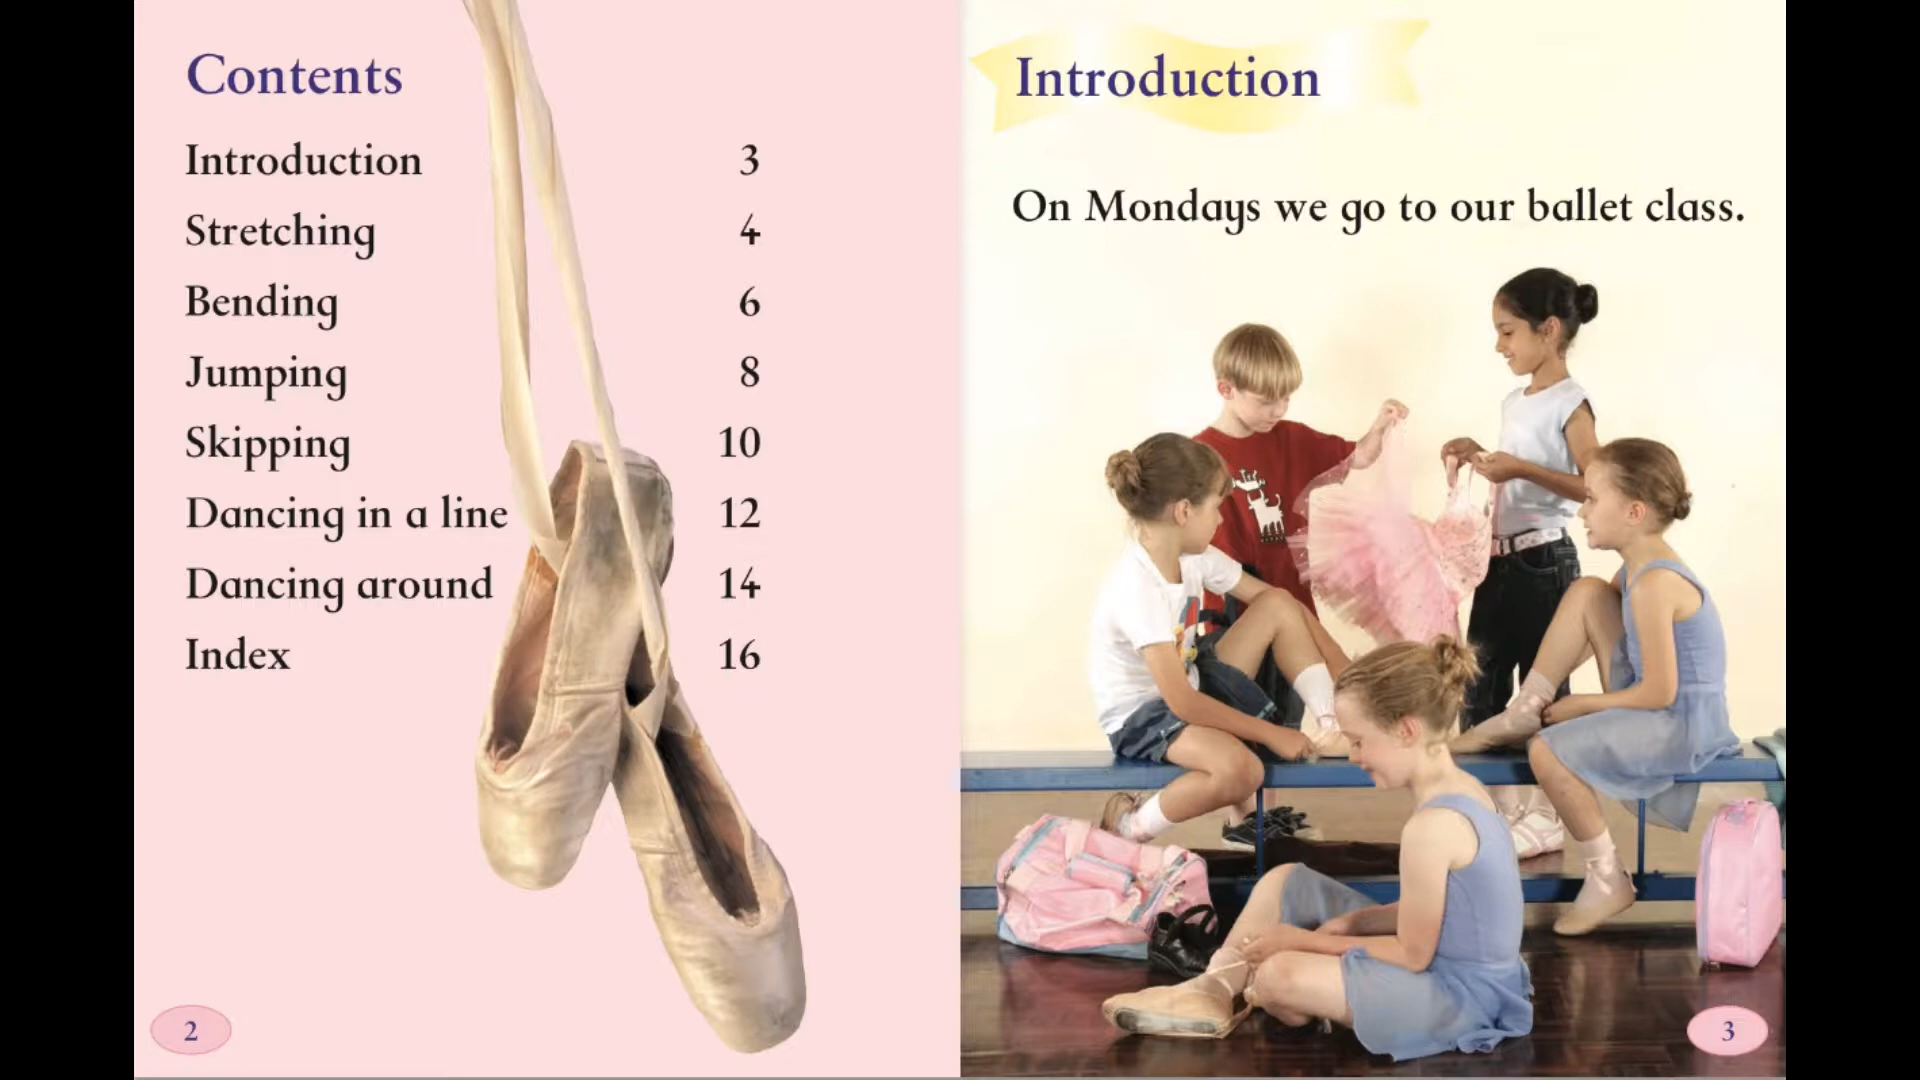 Contents
Introduction 3
Stretching 4
Bending 6
Jumping 8
Skipping 10
Dancing in a line 12
Dancing around 14
Index 16
2
Introduction
On Mondays we go to our ballet class.
3